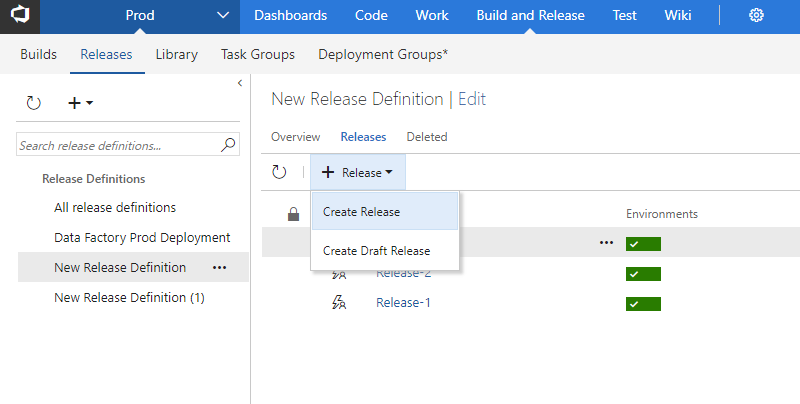 Prod Dashboards Code Work Build and Release Test Wiki
Builds Releases Library Task Groups Deployment Groups*
Search release definitions...
Release Definitions
All release definitions
Data Factory Prod Deployment
New Release Definition ...
New Release Definition (1)
New Release Definition | Edit
Overview Releases Deleted
+ Release
Create Release
Create Draft Release
Environments
...
Release-2
Release-1